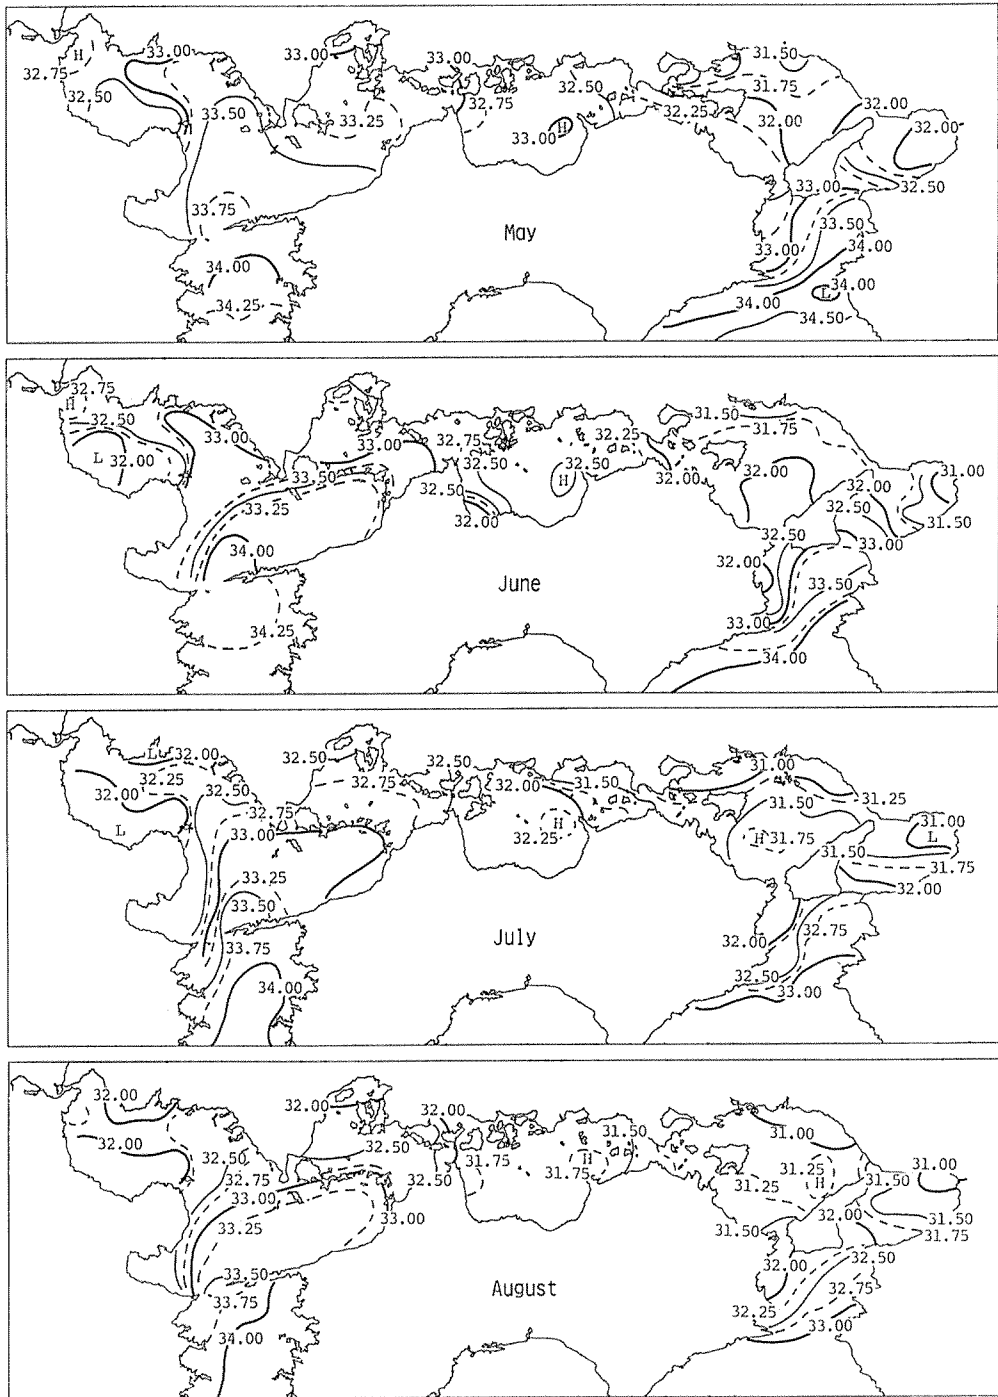 33.00 33.00 33.00 31.50
H 32.75 32.50 31.75
32.75 32.50 33.50 33.25 33.00 H 32.25 32.00 32.00 32.00
33.75 33.00 32.50
May 33.50
34.00 33.00 34.00
34.25 34.00 L 34.00
34.50
32.75
H 32.50 33.00 33.00 32.75 32.25 31.50
31.75
L 32.00 33.50 32.50 32.50 H 32.00 32.00 31.00
33.25 32.50 32.00 32.00 32.50 31.50
34.00 32.50 33.00
June 32.00 33.50
34.25 33.00
34.00
L 32.00 32.50 32.50 31.00
32.25 32.50 32.75 32.00 31.50 31.25
32.00 32.75 31.50 31.00
L 33.00 H 32.25 H 31.75 31.50 L 31.75
33.25 32.00
33.50 32.75
33.75 July 32.00
34.00 32.50 33.00
32.00 32.00 32.00
32.00 32.50 32.50 31.75 H 31.50 31.00
32.75 32.50 31.75 31.25 31.25 H 31.50 31.00
33.00
33.25 33.00 31.50 32.00 31.50 31.75
33.50 August 32.00 32.50
33.75 32.25 32.75
34.00 33.00